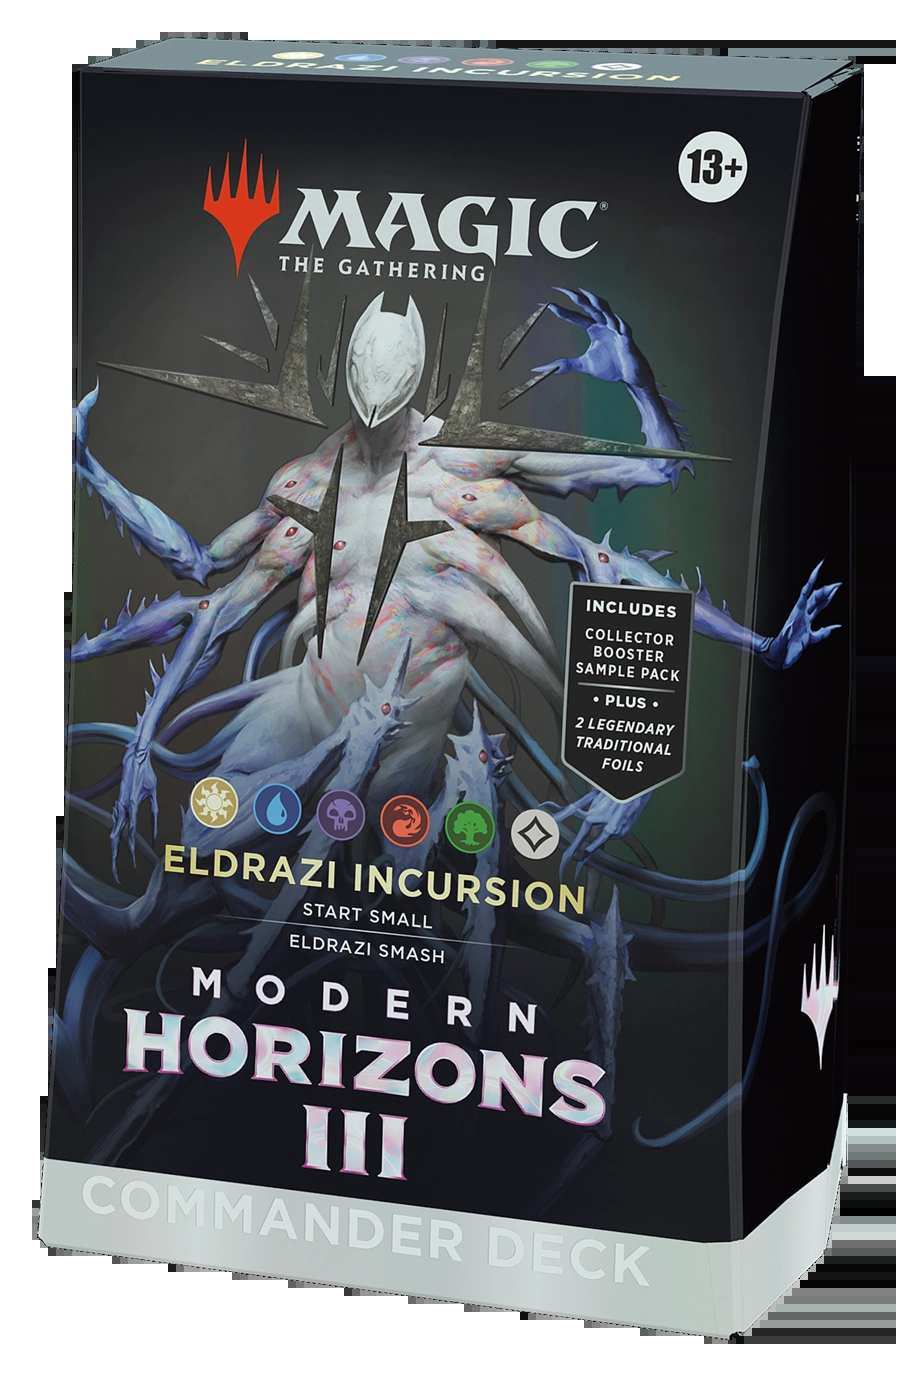 ELDRAZI INCURSION
13+
MAGIC®
THE GATHERING
INCLUDES
COLLECTOR
BOOSTER
SAMPLE PACK
• PLUS •
2 LEGENDARY
TRADITIONAL
FOILS
ELDRAZI INCURSION
START SMALL
ELDRAZI SMASH
MODERN
HORIZONS
III
COMMANDER DECK